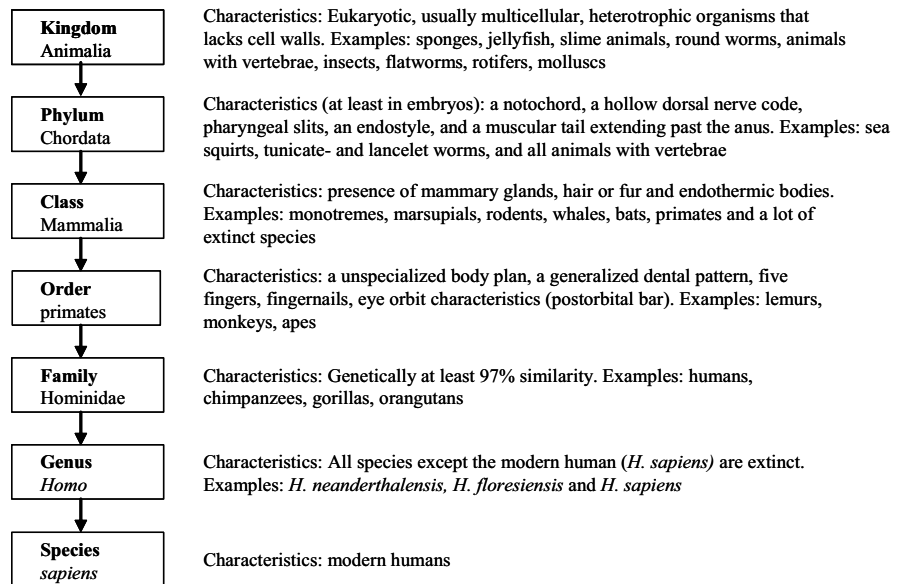 Kingdom
Animalia
Characteristics: Eukaryotic, usually multicellular, heterotrophic organisms that
lacks cell walls. Examples: sponges, jellyfish, slime animals, round worms, animals
with vertebrae, insects, flatworms, rotifers, molluscs
Phylum
Chordata
Characteristics (at least in embryos): a notochord, a hollow dorsal nerve code,
pharyngeal slits, an endostyle, and a muscular tail extending past the anus. Examples: sea
squirts, tunicate- and lancelet worms, and all animals with vertebrae
Class
Mammalia
Characteristics: presence of mammary glands, hair or fur and endothermic bodies.
Examples: monotremes, marsupials, rodents, whales, bats, primates and a lot of
extinct species
Order
primates
Characteristics: a unspecialized body plan, a generalized dental pattern, five
fingers, fingernails, eye orbit characteristics (postorbital bar). Examples: lemurs,
monkeys, apes
Family
Hominidae
Characteristics: Genetically at least 97% similarity. Examples: humans,
chimpanzees, gorillas, orangutans
Genus
Homo
Characteristics: All species except the modern human (H. sapiens) are extinct.
Examples: H. neanderthalensis, H. floresiensis and H. sapiens
Species
sapiens
Characteristics: modern humans